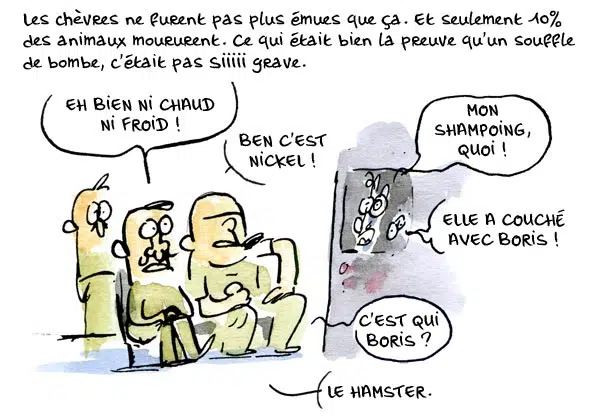 Les chèvres ne furent pas plus émues que ça. Et seulement 10%
des animaux moururent. Ce qui était bien la preuve qu'un souffle
de bombe, c'était pas siiiii grave.
EH BIEN NI CHAUD
NI FROID !
BEN C'EST
NICKEL !
MON
SHAMPOING,
QUOI !
ELLE A COUCHÉ
AVEC BORIS !
C'EST QUI
BORIS ?
LE HAMSTER.